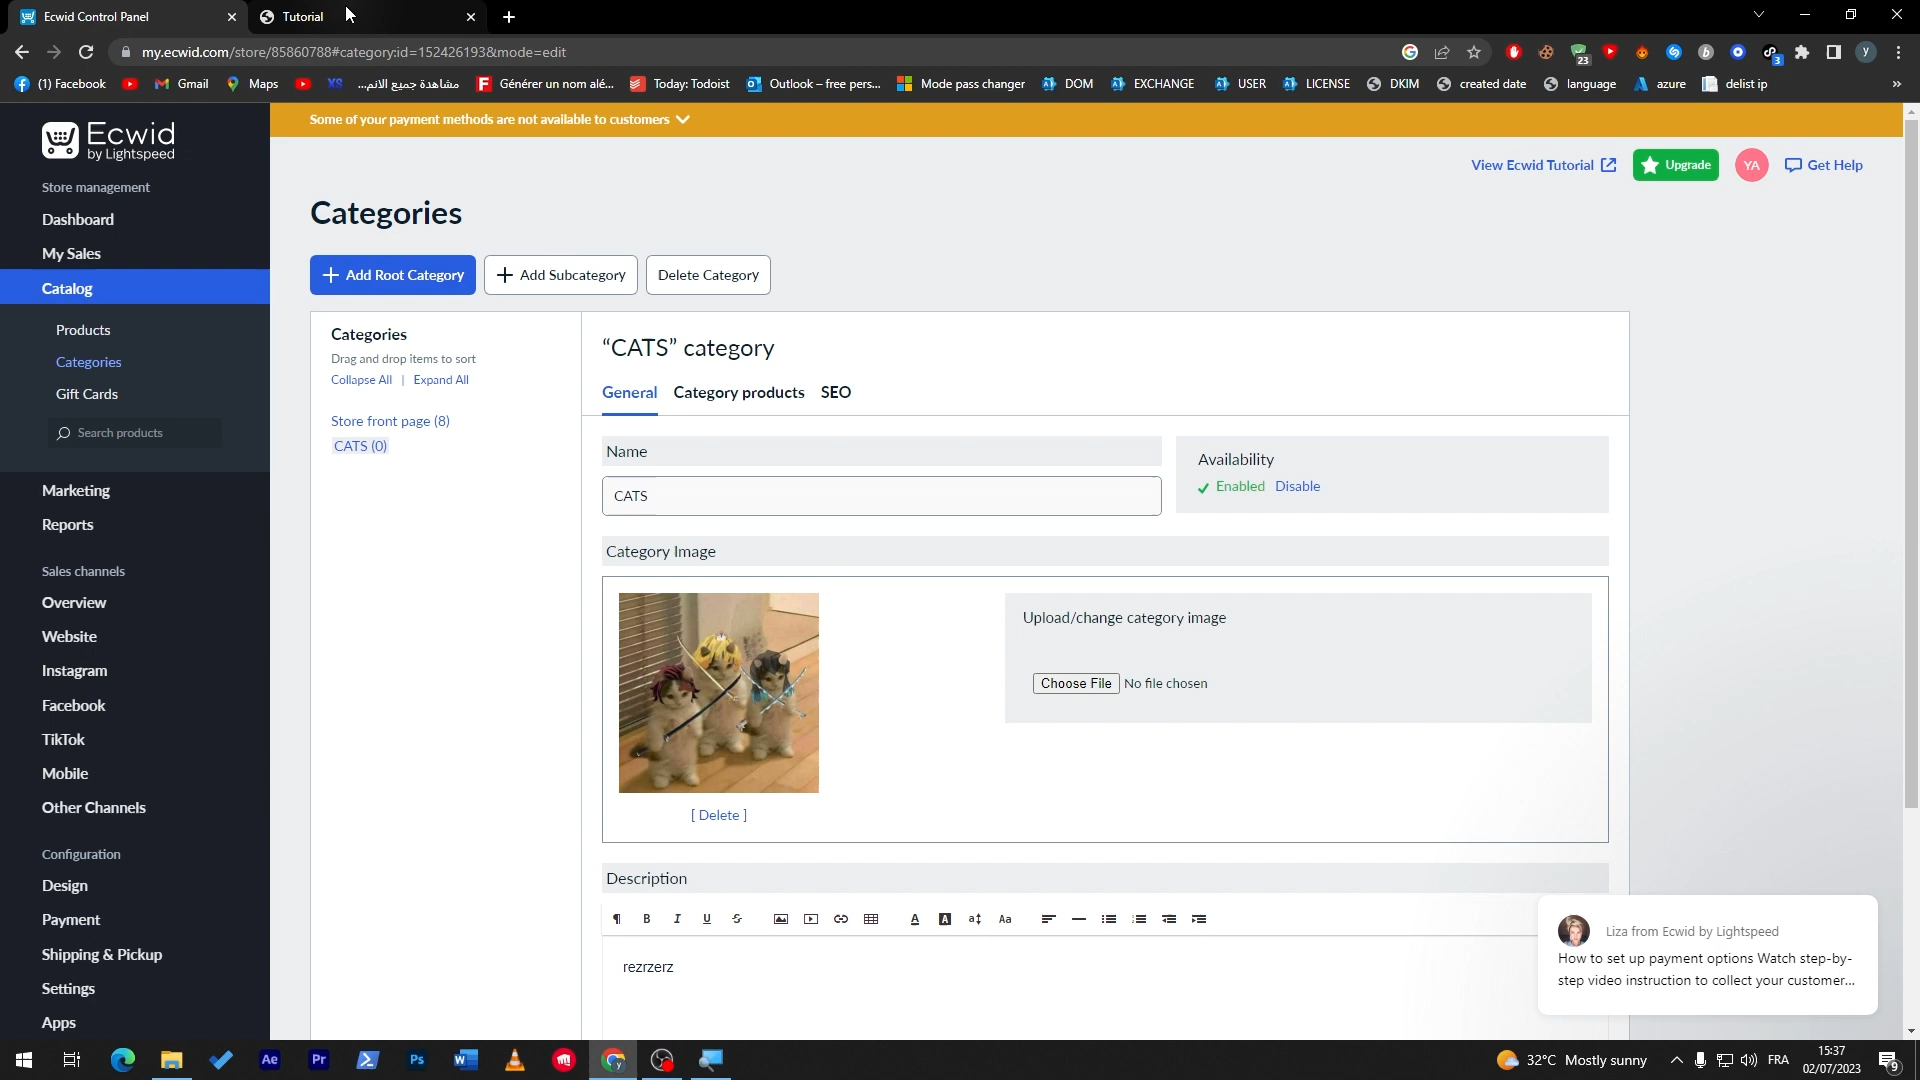 Ecwid Control Panel
Tutorial
my.ecwid.com/store/85860788#category:id=152426193&mode=edit
23
3
y
(1) Facebook
Gmail
Maps
XS
مشاهدة جميع الانم...
Générer un nom alé...
Today: Todoist
Outlook – free pers...
Mode pass changer
DOM
EXCHANGE
USER
LICENSE
DKIM
created date
language
azure
delist ip
»
Ecwid
by Lightspeed
Some of your payment methods are not available to customers
View Ecwid Tutorial
Upgrade
YA
Get Help
Store management
Dashboard
My Sales
Catalog
Products
Categories
Gift Cards
Search products
Marketing
Reports
Sales channels
Overview
Website
Instagram
Facebook
TikTok
Mobile
Other Channels
Configuration
Design
Payment
Shipping & Pickup
Settings
Apps
Categories
+ Add Root Category
+ Add Subcategory
Delete Category
Categories
Drag and drop items to sort
Collapse All | Expand All
Store front page (8)
CATS (0)
“CATS” category
General
Category products
SEO
Name
CATS
Availability
Enabled Disable
Category Image
Upload/change category image
Choose File No file chosen
[ Delete ]
Description
¶ B I U S A A a Aa
rezrzerz
Liza from Ecwid by Lightspeed
How to set up payment options Watch step-by-
step video instruction to collect your customer...
Ae
Pr
Ps
W
32°C Mostly sunny
FRA
15:37
02/07/2023
9